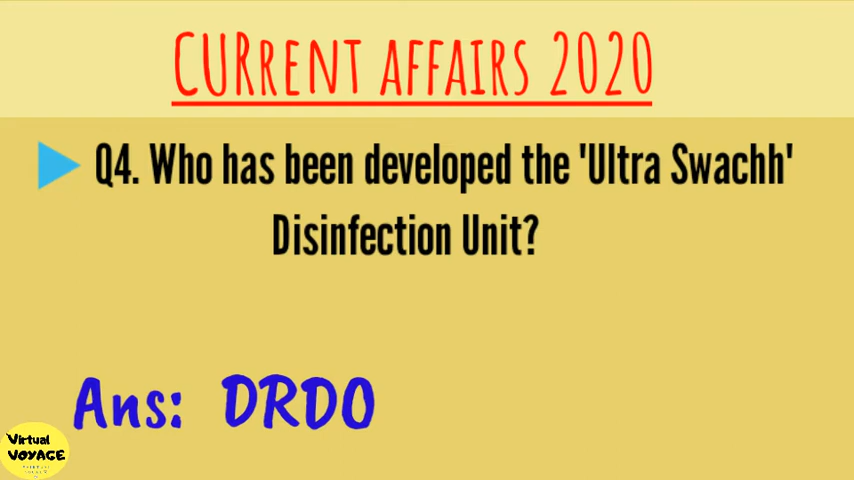 CURRENT AFFAIRS 2020
Q4. Who has been developed the 'Ultra Swachh'
Disinfection Unit?
Ans: DRDO
Virtual
VOYAGE